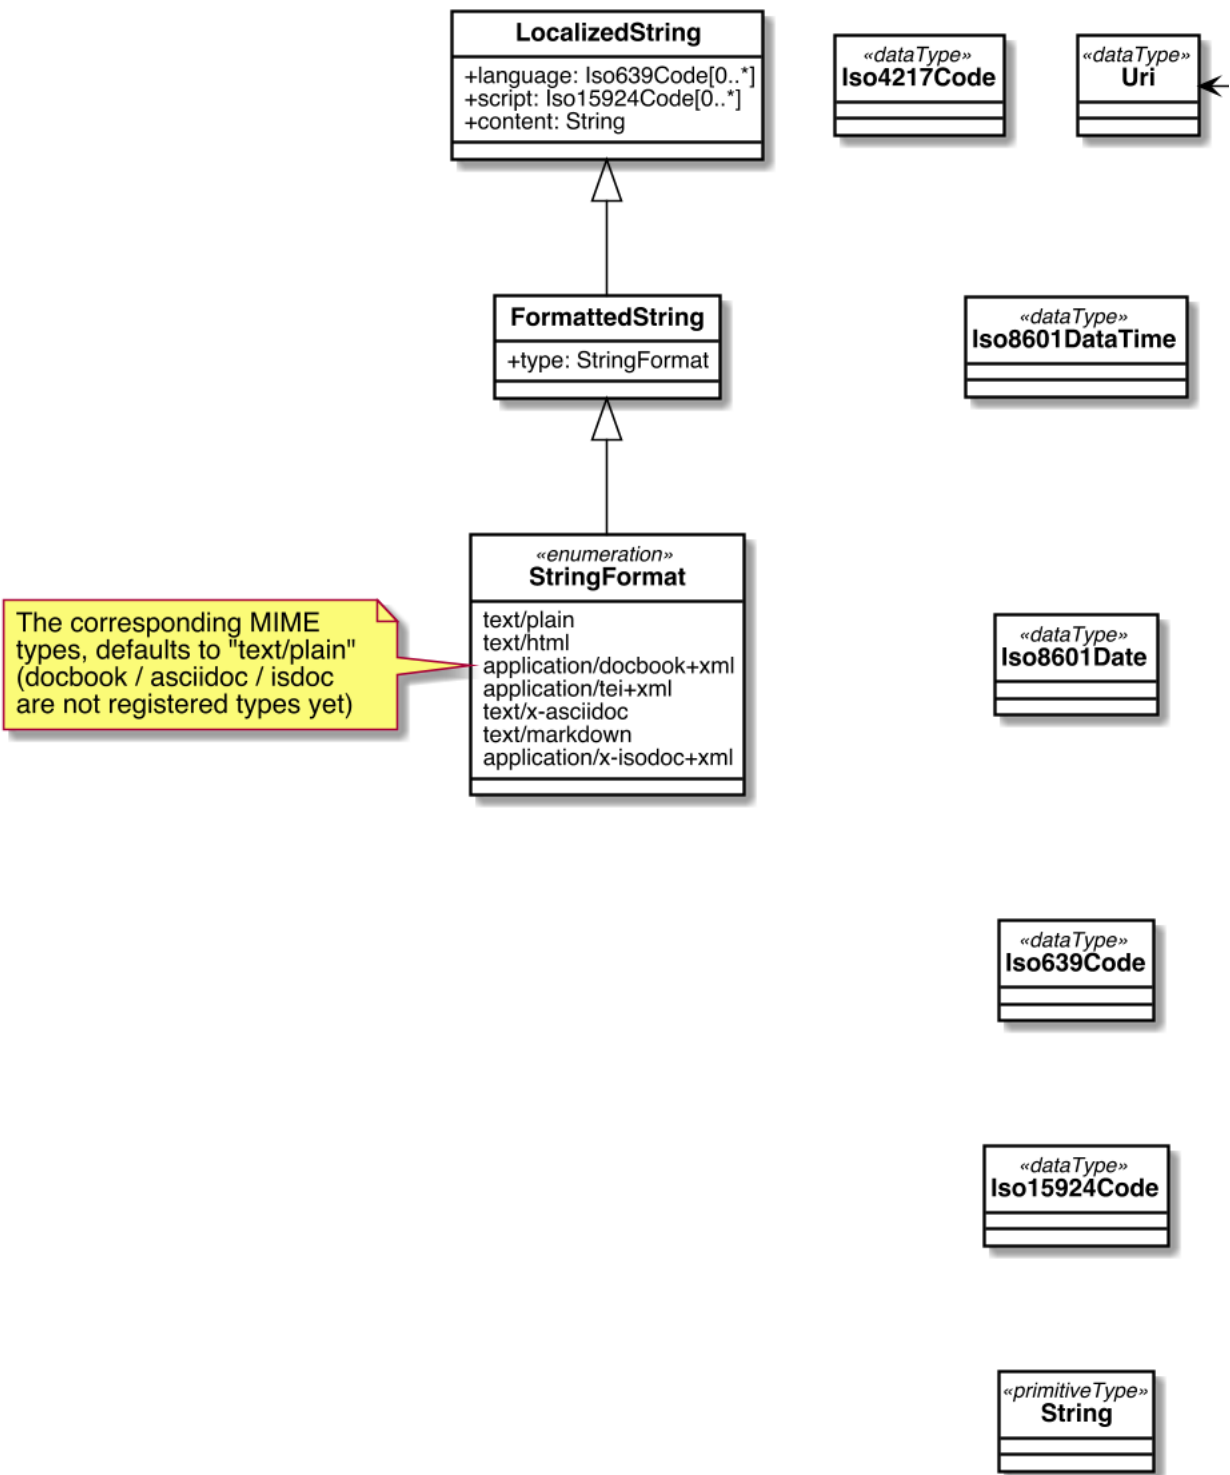 LocalizedString
+language: Iso639Code[0..*]
+script: Iso15924Code[0..*]
+content: String
«dataType»
Iso4217Code
«dataType»
Uri
FormattedString
+type: StringFormat
«dataType»
Iso8601DataTime
«enumeration»
StringFormat
text/plain
text/html
application/docbook+xml
application/tei+xml
text/x-asciidoc
text/markdown
application/x-isodoc+xml
The corresponding MIME
types, defaults to "text/plain"
(docbook / asciidoc / isdoc
are not registered types yet)
«dataType»
Iso8601Date
«dataType»
Iso639Code
«dataType»
Iso15924Code
«primitiveType»
String